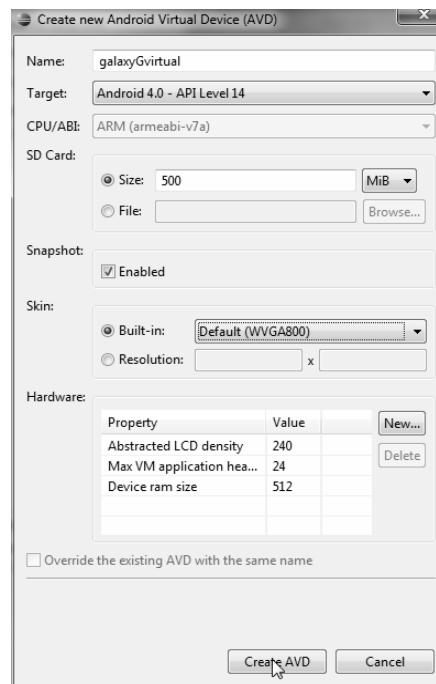 Create new Android Virtual Device (AVD)
x
Name: galaxyGvirtual
Target: Android 4.0 - API Level 14
CPU/ABI: ARM (armeabi-v7a)
SD Card:
Size: 500 MiB
File: Browse...
Snapshot:
Enabled
Skin:
Built-in: Default (WVGA800)
Resolution: x
Hardware:
Property Value New...
Abstracted LCD density 240 Delete
Max VM application hea... 24
Device ram size 512
Override the existing AVD with the same name
Create AVD Cancel